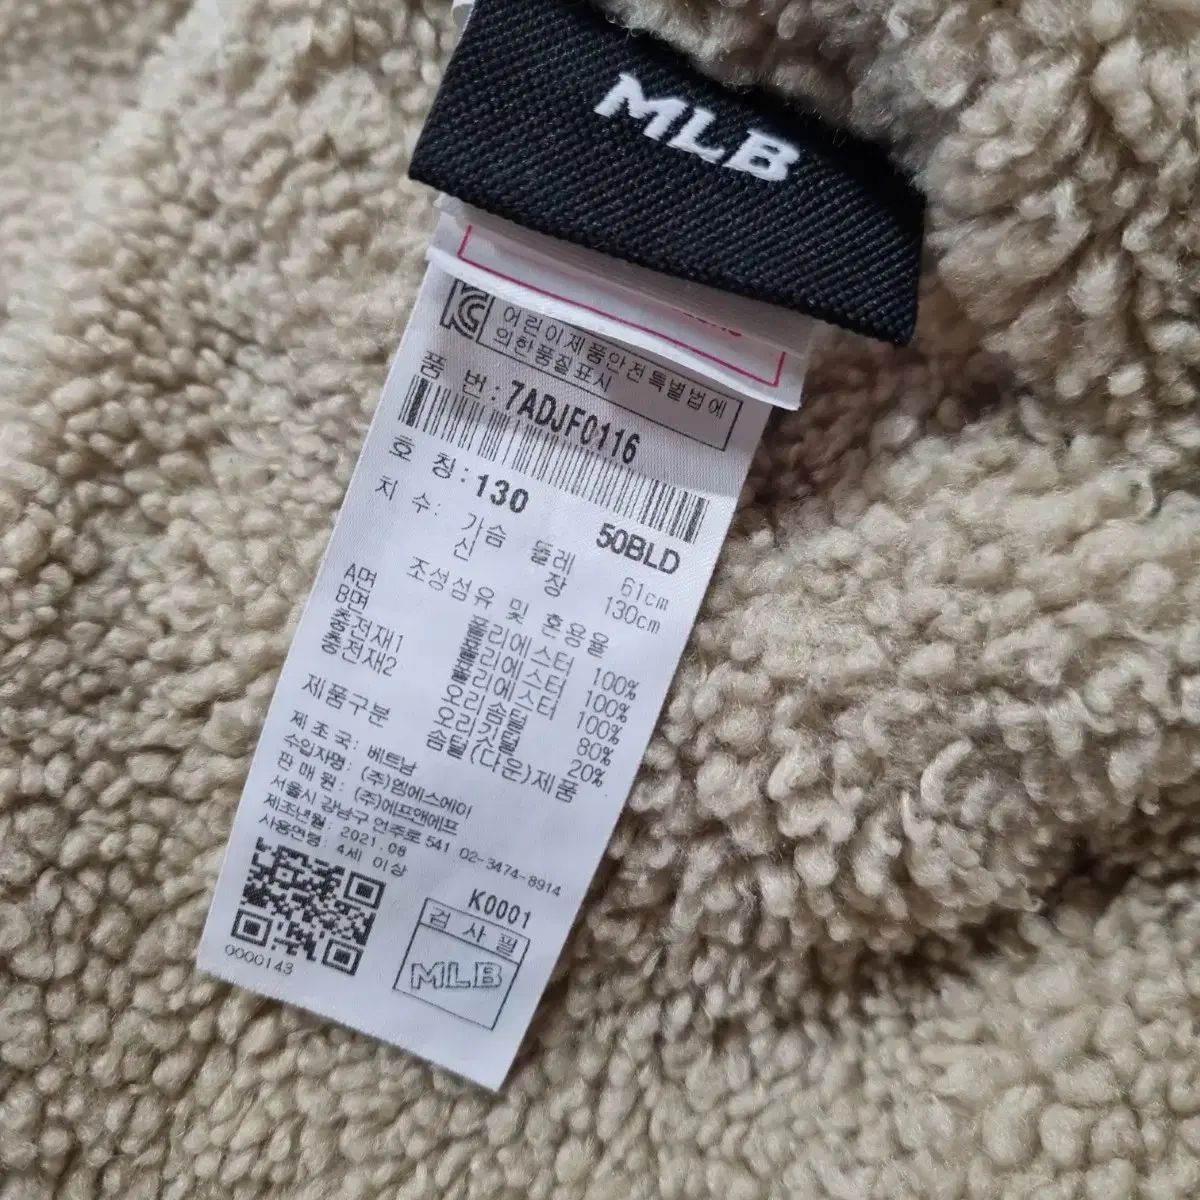 MLB
어린이제품안전특별법에
의한품질표시
품 번: 7ADJF0116
호 칭: 130
50BLD
치 수: 가슴 둘레 61cm
신 장 130cm
조성섬유 및 혼용율
A면 폴리에스터 100%
B면 폴리에스터 100%
충전재1 폴리에스터 100%
충전재2 오리솜털 80%
오리깃털 20%
제품구분 솜털(다운)제품
제 조 국: 베트남
수입자명: (주)엠에스에이
판 매 원: (주)에프앤에프
서울시 강남구 언주로 541 02-3474-8914
제조년월: 2021.08
사용연령: 4세 이상
K0001
검 사 필
MLB
0000143